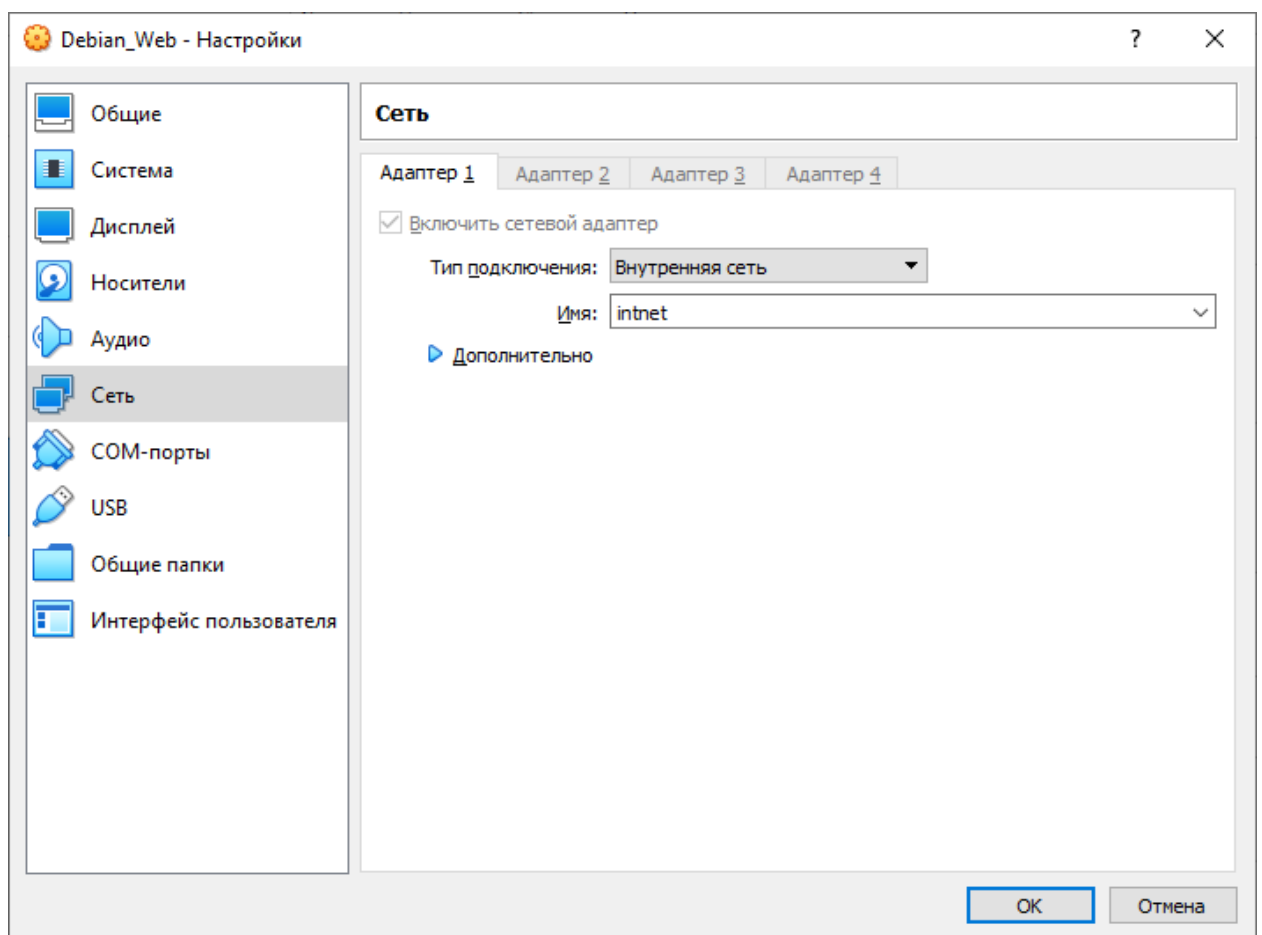 Debian_Web - Настройки
?
Общие
Система
Дисплей
Носители
Аудио
Сеть
COM-порты
USB
Общие папки
Интерфейс пользователя
Сеть
Адаптер 1 Адаптер 2 Адаптер 3 Адаптер 4
Включить сетевой адаптер
Тип подключения: Внутренняя сеть
Имя: intnet
Дополнительно
OK Отмена